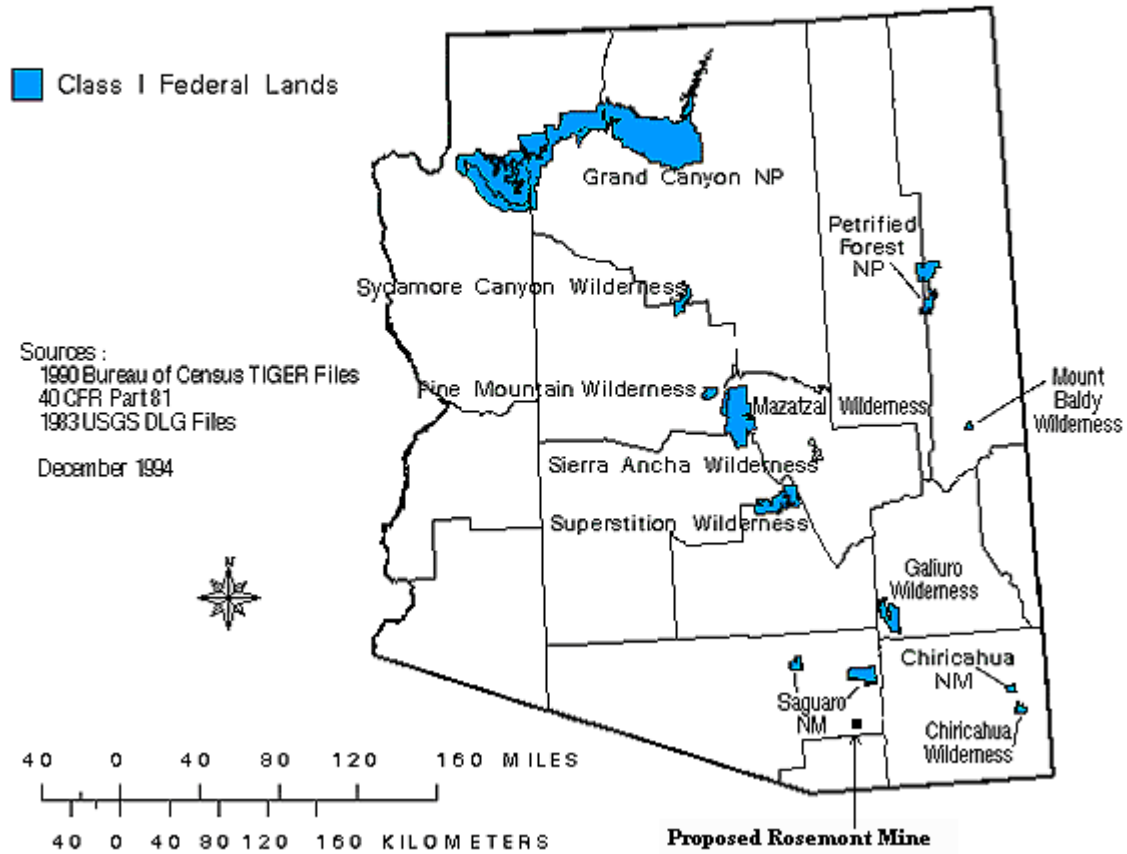 Class I Federal Lands
Grand Canyon NP
Petrified
Forest
NP
Sydamore Canyon Wilderness
Sources :
1990 Bureau of Census TIGER Files
40 CFR Part 81
1983 USGS DLG Files
December 1994
Pine Mountain Wilderness
Mazatzal Wilderness
Mount
Baldy
Wilderness
Sierra Ancha Wilderness
Superstition Wilderness
N
Galiuro
Wilderness
Chiricahua
NM
Saguaro
NM
Chiricahua
Wilderness
40 0 40 80 120 160 MILES
40 0 40 80 120 160 KILOMETERS
Proposed Rosemont Mine